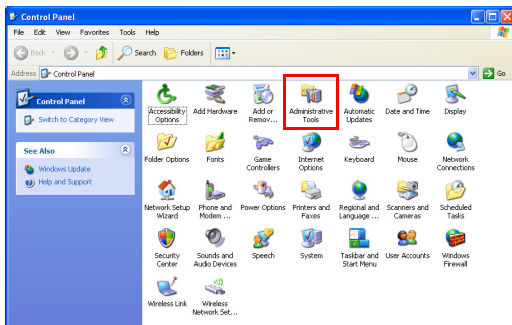 Control Panel
File Edit View Favorites Tools Help
Back Search Folders
Address Control Panel Go
Control Panel
Switch to Category View
See Also
Windows Update
Help and Support
Accessibility Options
Add Hardware
Add or Remov...
Administrative Tools
Automatic Updates
Date and Time
Display
Folder Options
Fonts
Game Controllers
Internet Options
Keyboard
Mouse
Network Connections
Network Setup Wizard
Phone and Modem ...
Power Options
Printers and Faxes
Regional and Language ...
Scanners and Cameras
Scheduled Tasks
Security Center
Sounds and Audio Devices
Speech
System
Taskbar and Start Menu
User Accounts
Windows Firewall
Wireless Link
Wireless Network Set...